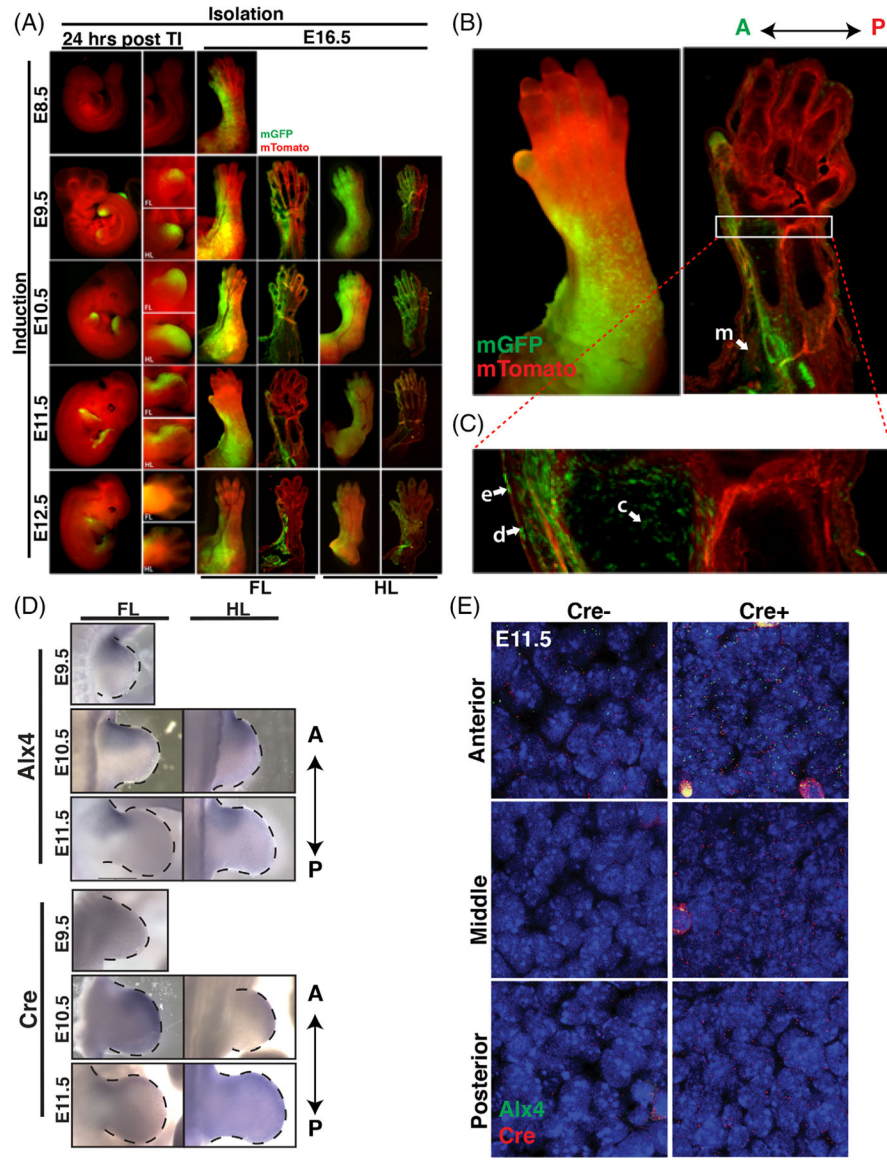 (A)
Isolation
24 hrs post TI
E16.5
Induction
E8.5
mGFP
mTomato
E9.5
FL
HL
E10.5
FL
HL
E11.5
FL
HL
E12.5
FL
HL
FL
HL
(B)
A
P
mGFP
mTomato
m
(C)
e
d
c
(D)
FL
HL
Alx4
E9.5
E10.5
E11.5
A
P
Cre
E9.5
E10.5
E11.5
A
P
(E)
Cre-
Cre+
E11.5
Anterior
Middle
Posterior
Alx4
Cre